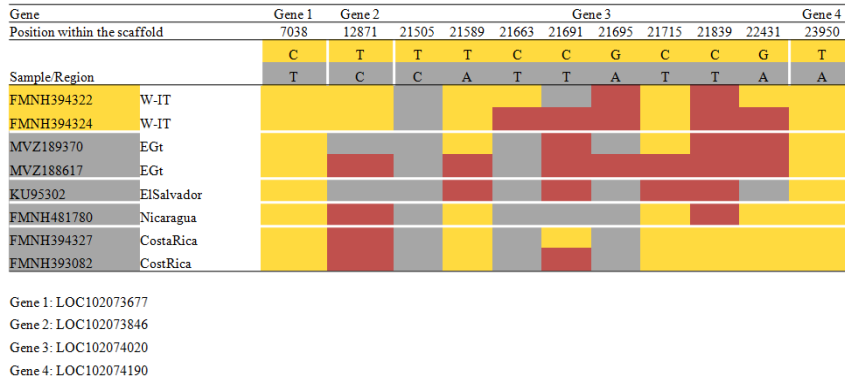 Gene Gene 1 Gene 2 Gene 3 Gene 4
Position within the scaffold 7038 12871 21505 21589 21663 21691 21695 21715 21839 22431 23950
C T T T C C G C C G T
Sample/Region T C C A T T A T T A A
FMNH394322 W-IT
FMNH394324 W-IT
MVZ189370 EGt
MVZ188617 EGt
KU95302 ElSalvador
FMNH481780 Nicaragua
FMNH394327 CostaRica
FMNH393082 CostRica
Gene 1: LOC102073677
Gene 2: LOC102073846
Gene 3: LOC102074020
Gene 4: LOC102074190